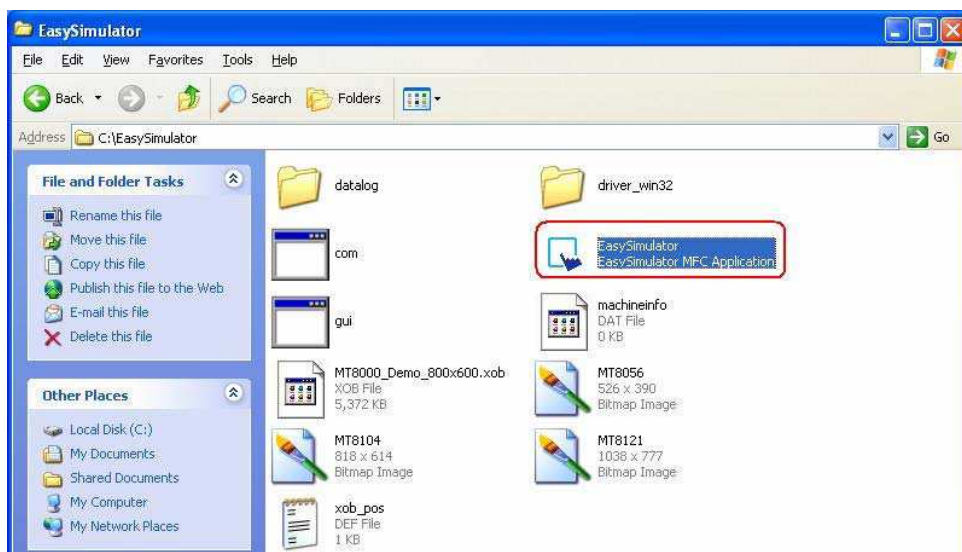 EasySimulator
File Edit View Favorites Tools Help
Back Search Folders
Address C:\EasySimulator Go
File and Folder Tasks
Rename this file
Move this file
Copy this file
Publish this file to the Web
E-mail this file
Delete this file
Other Places
Local Disk (C:)
My Documents
Shared Documents
My Computer
My Network Places
datalog
driver_win32
com
EasySimulator
EasySimulator MFC Application
gui
machineinfo
DAT File
0 KB
MT8000_Demo_800x600.xob
XOB File
5,372 KB
MT8056
526 x 390
Bitmap Image
MT8104
818 x 614
Bitmap Image
MT8121
1038 x 777
Bitmap Image
xob_pos
DEF File
1 KB